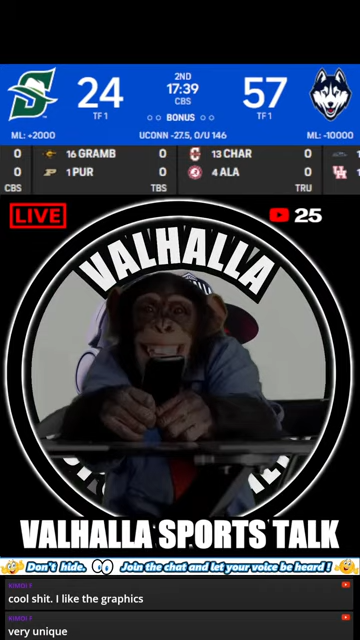 2ND
24 17:39 57
TF 1 CBS TF 1
BONUS
ML: +2000 UCONN -27.5, O/U 146 ML: -10000
0 16 GRAMB 0 13 CHAR 0
0 1 PUR 0 4 ALA 0
CBS TBS TRU
LIVE
25
VALHALLA
VALHALLA SPORTS TALK
Don't hide. Join the chat and let your voice be heard !
KIMDI F
cool shit. I like the graphics
KIMDI F
very unique